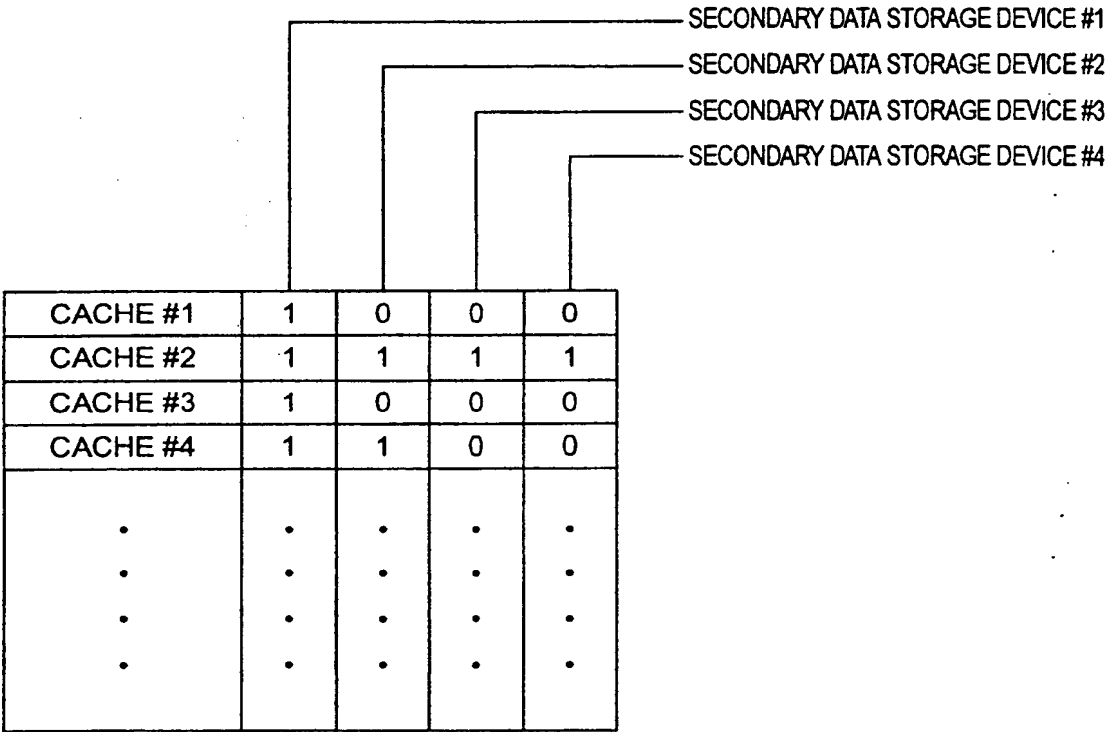 SECONDARY DATA STORAGE DEVICE #1
SECONDARY DATA STORAGE DEVICE #2
SECONDARY DATA STORAGE DEVICE #3
SECONDARY DATA STORAGE DEVICE #4
CACHE #1 1 0 0 0
CACHE #2 1 1 1 1
CACHE #3 1 0 0 0
CACHE #4 1 1 0 0